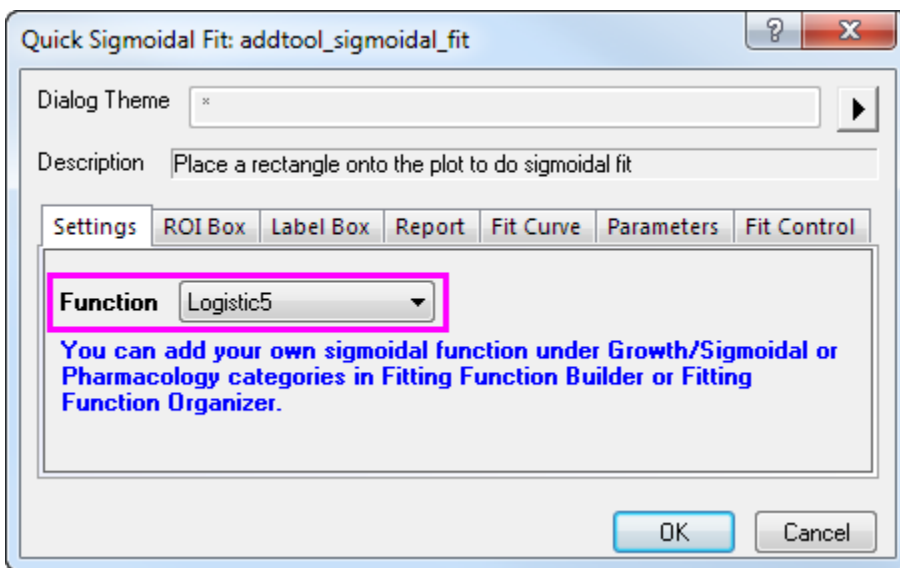 Quick Sigmoidal Fit: addtool_sigmoidal_fit
?
Dialog Theme *
Description Place a rectangle onto the plot to do sigmoidal fit
Settings ROI Box Label Box Report Fit Curve Parameters Fit Control
Function Logistic5
You can add your own sigmoidal function under Growth/Sigmoidal or
Pharmacology categories in Fitting Function Builder or Fitting
Function Organizer.
OK Cancel